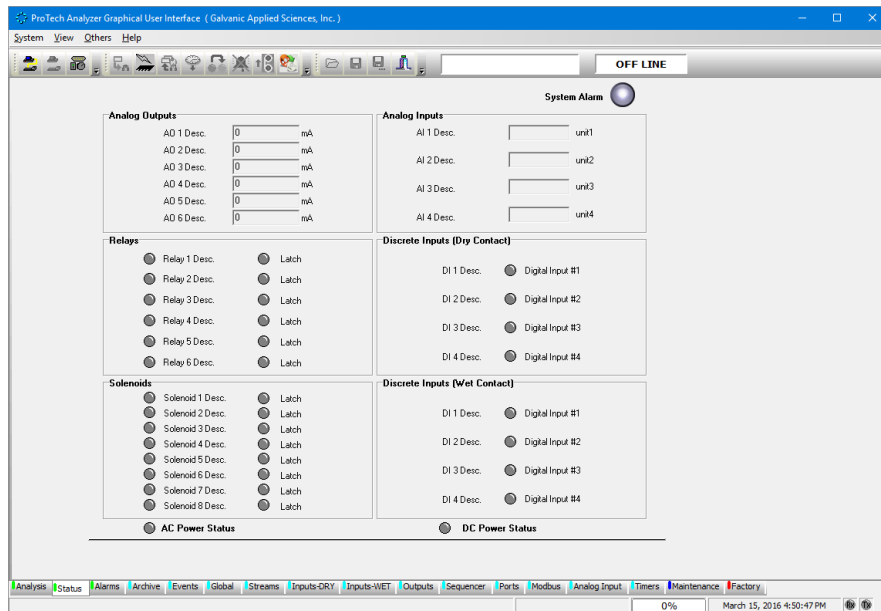 ProTech Analyzer Graphical User Interface ( Galvanic Applied Sciences, Inc. )
System View Others Help
OFF LINE
System Alarm
Analog Outputs
AO 1 Desc. 0 mA
AO 2 Desc. 0 mA
AO 3 Desc. 0 mA
AO 4 Desc. 0 mA
AO 5 Desc. 0 mA
AO 6 Desc. 0 mA
Analog Inputs
AI 1 Desc. unit1
AI 2 Desc. unit2
AI 3 Desc. unit3
AI 4 Desc. unit4
Relays
Relay 1 Desc. Latch
Relay 2 Desc. Latch
Relay 3 Desc. Latch
Relay 4 Desc. Latch
Relay 5 Desc. Latch
Relay 6 Desc. Latch
Discrete Inputs (Dry Contact)
DI 1 Desc. Digital Input #1
DI 2 Desc. Digital Input #2
DI 3 Desc. Digital Input #3
DI 4 Desc. Digital Input #4
Solenoids
Solenoid 1 Desc. Latch
Solenoid 2 Desc. Latch
Solenoid 3 Desc. Latch
Solenoid 4 Desc. Latch
Solenoid 5 Desc. Latch
Solenoid 6 Desc. Latch
Solenoid 7 Desc. Latch
Solenoid 8 Desc. Latch
Discrete Inputs (Wet Contact)
DI 1 Desc. Digital Input #1
DI 2 Desc. Digital Input #2
DI 3 Desc. Digital Input #3
DI 4 Desc. Digital Input #4
AC Power Status DC Power Status
Analysis Status Alarms Archive Events Global Streams Inputs-DRY Inputs-WET Outputs Sequencer Ports Modbus Analog Input Timers Maintenance Factory
0% March 15, 2016 4:50:47 PM